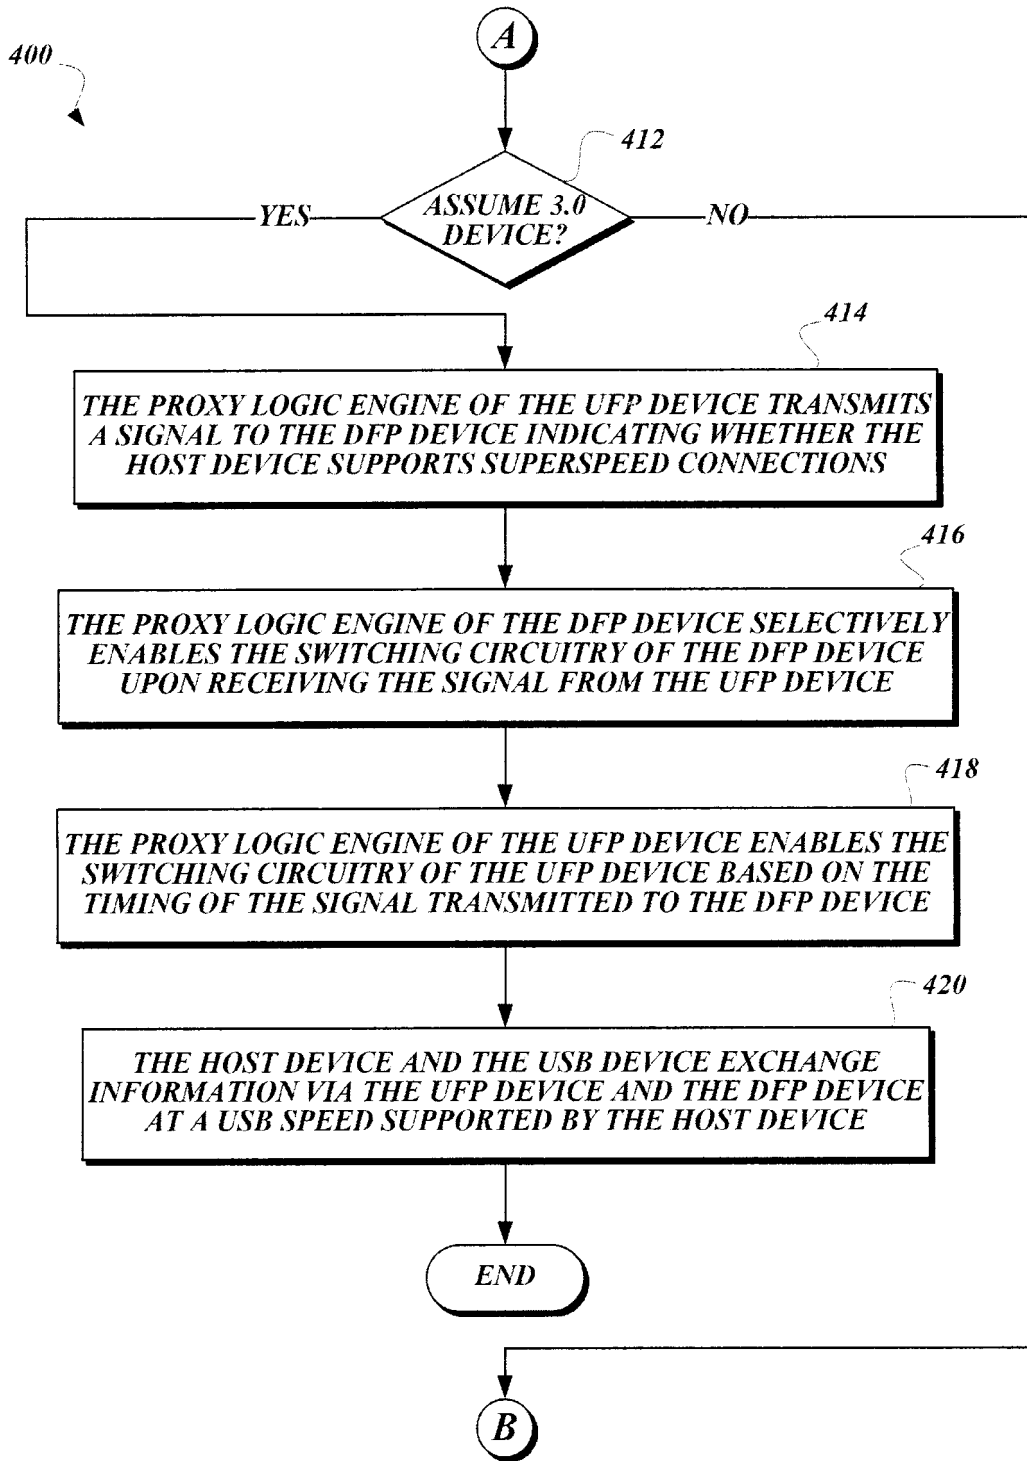 A
400
412
ASSUME 3.0
DEVICE?
YES
NO
414
THE PROXY LOGIC ENGINE OF THE UFP DEVICE TRANSMITS
A SIGNAL TO THE DFP DEVICE INDICATING WHETHER THE
HOST DEVICE SUPPORTS SUPERSPEED CONNECTIONS
416
THE PROXY LOGIC ENGINE OF THE DFP DEVICE SELECTIVELY
ENABLES THE SWITCHING CIRCUITRY OF THE DFP DEVICE
UPON RECEIVING THE SIGNAL FROM THE UFP DEVICE
418
THE PROXY LOGIC ENGINE OF THE UFP DEVICE ENABLES THE
SWITCHING CIRCUITRY OF THE UFP DEVICE BASED ON THE
TIMING OF THE SIGNAL TRANSMITTED TO THE DFP DEVICE
420
THE HOST DEVICE AND THE USB DEVICE EXCHANGE
INFORMATION VIA THE UFP DEVICE AND THE DFP DEVICE
AT A USB SPEED SUPPORTED BY THE HOST DEVICE
END
B